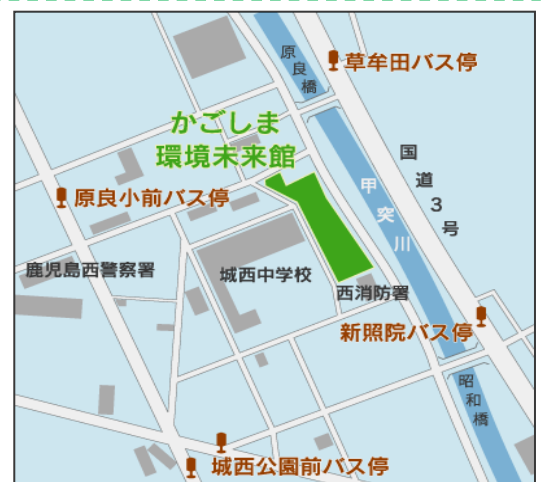 原良橋
草牟田バス停
かごしま
環境未来館
国道3号
甲突川
原良小前バス停
鹿児島西警察署
城西中学校
西消防署
新照院バス停
昭和橋
城西公園前バス停